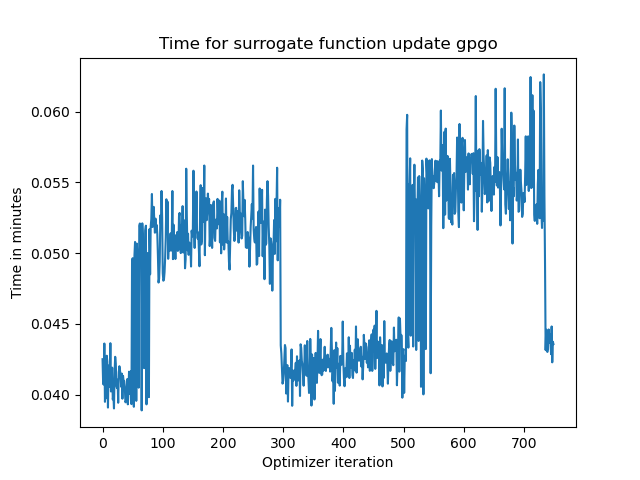 Time for surrogate function update gpgo
0.060
0.055
0.050
0.045
0.040
Time in minutes
0 100 200 300 400 500 600 700
Optimizer iteration